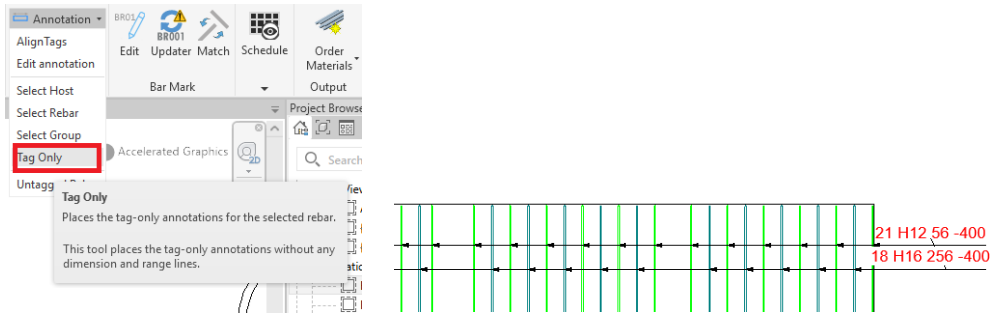 Annotation
AlignTags
Edit annotation
Select Host
Select Rebar
Select Group
Tag Only
BR01
Edit
BR001
Updater
Match
Bar Mark
Schedule
Order
Materials
Output
Project Browse
Accelerated Graphics
2D
Search
Tag Only
Places the tag-only annotations for the selected rebar.
This tool places the tag-only annotations without any
dimension and range lines.
21 H12 56 -400
18 H16 256 -400